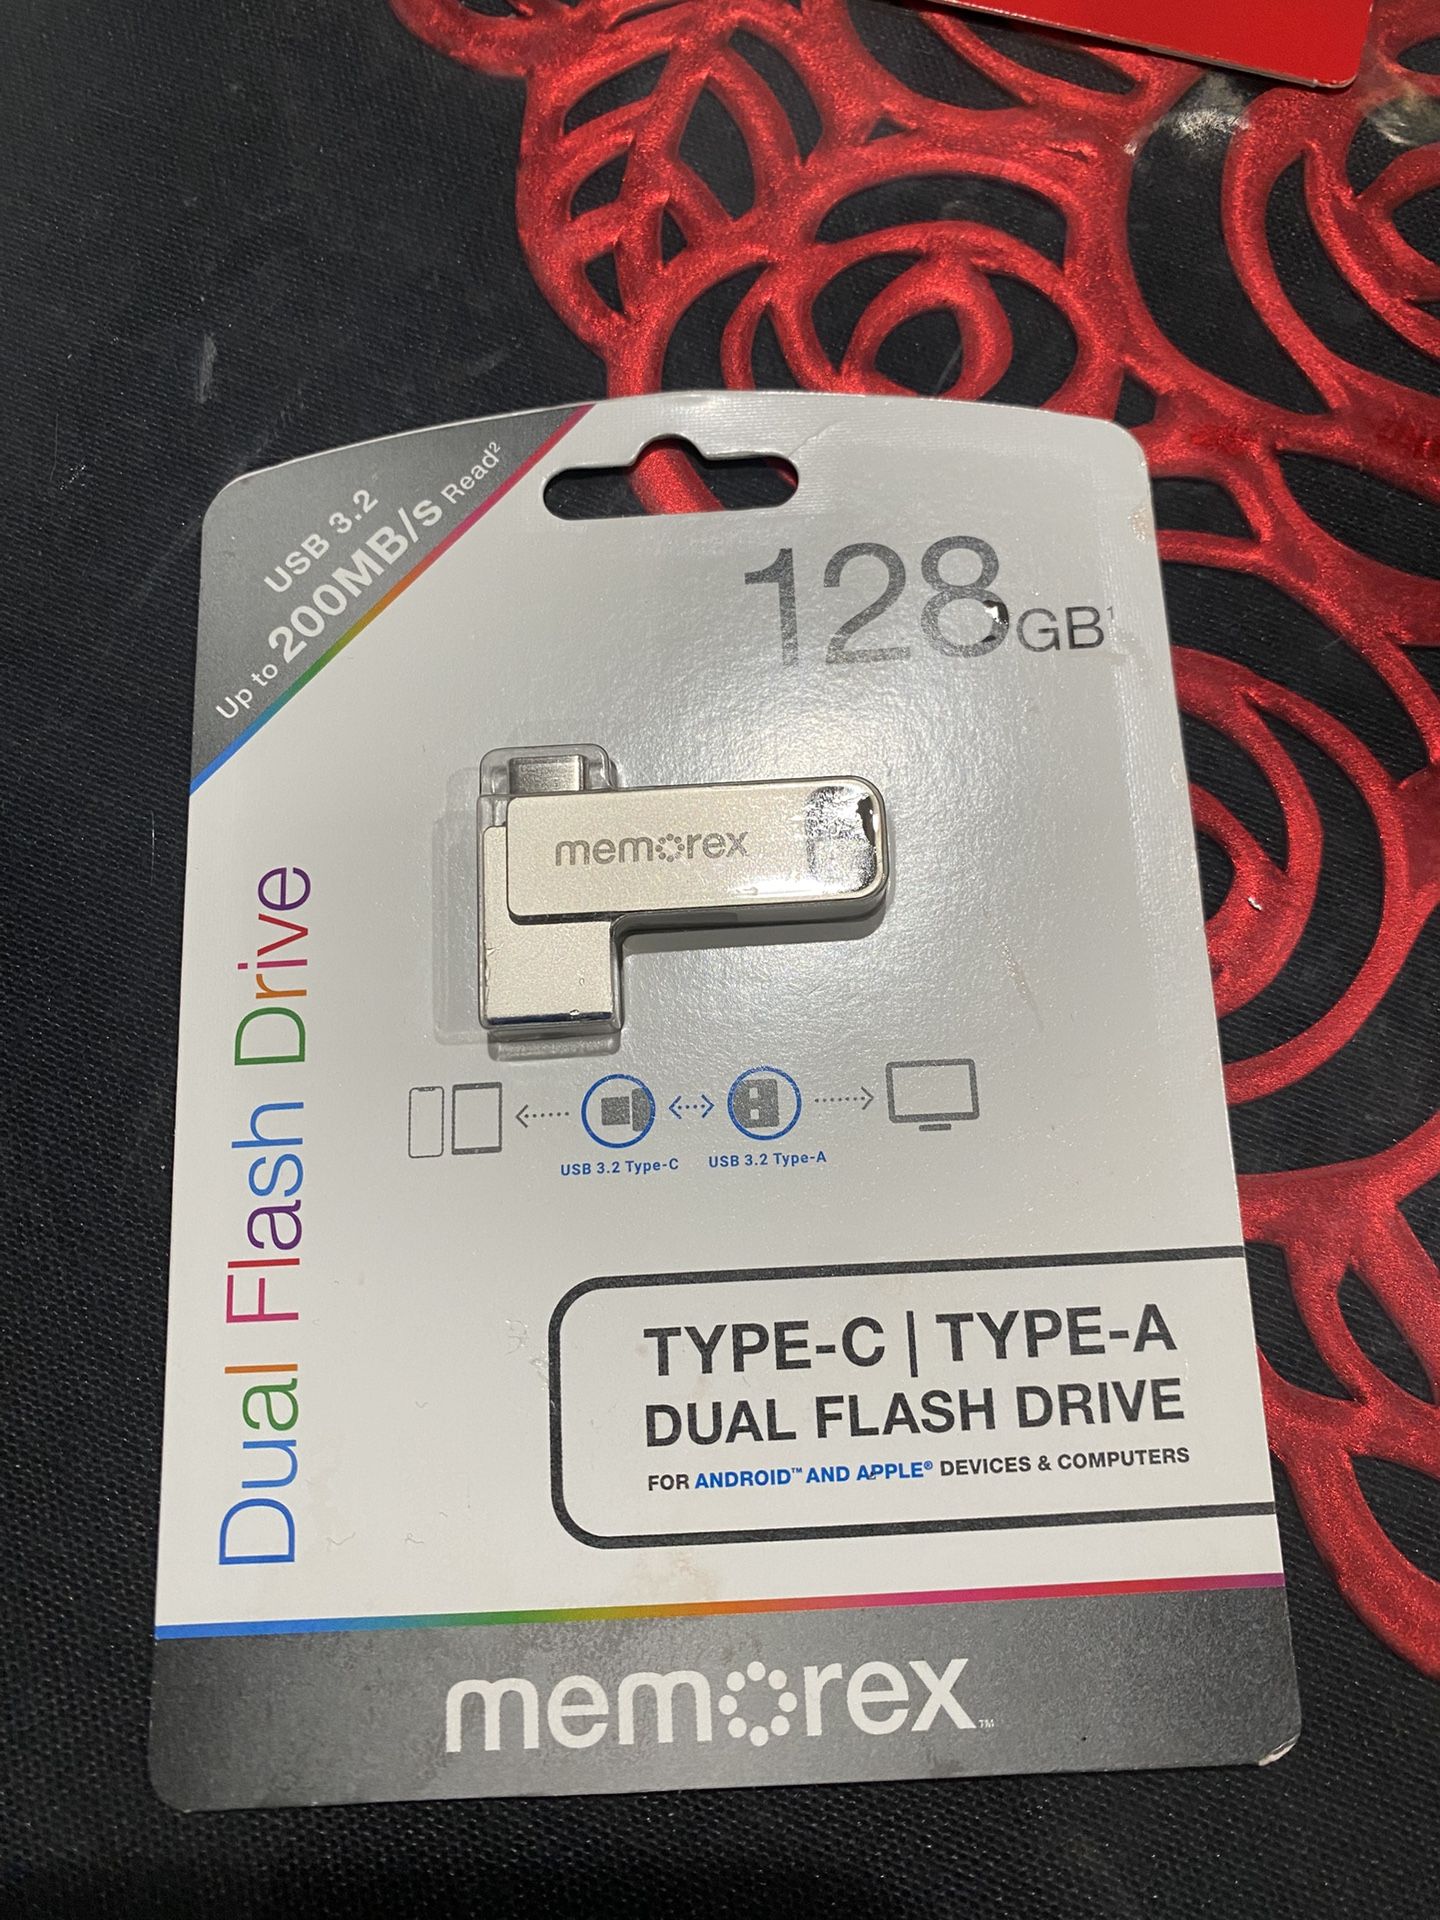 USB 3.2
Up to 200MB/s Read²
128GB¹
memorex
Dual Flash Drive
USB 3.2 Type-C
USB 3.2 Type-A
TYPE-C | TYPE-A
DUAL FLASH DRIVE
FOR ANDROID™ AND APPLE® DEVICES & COMPUTERS
memorex™